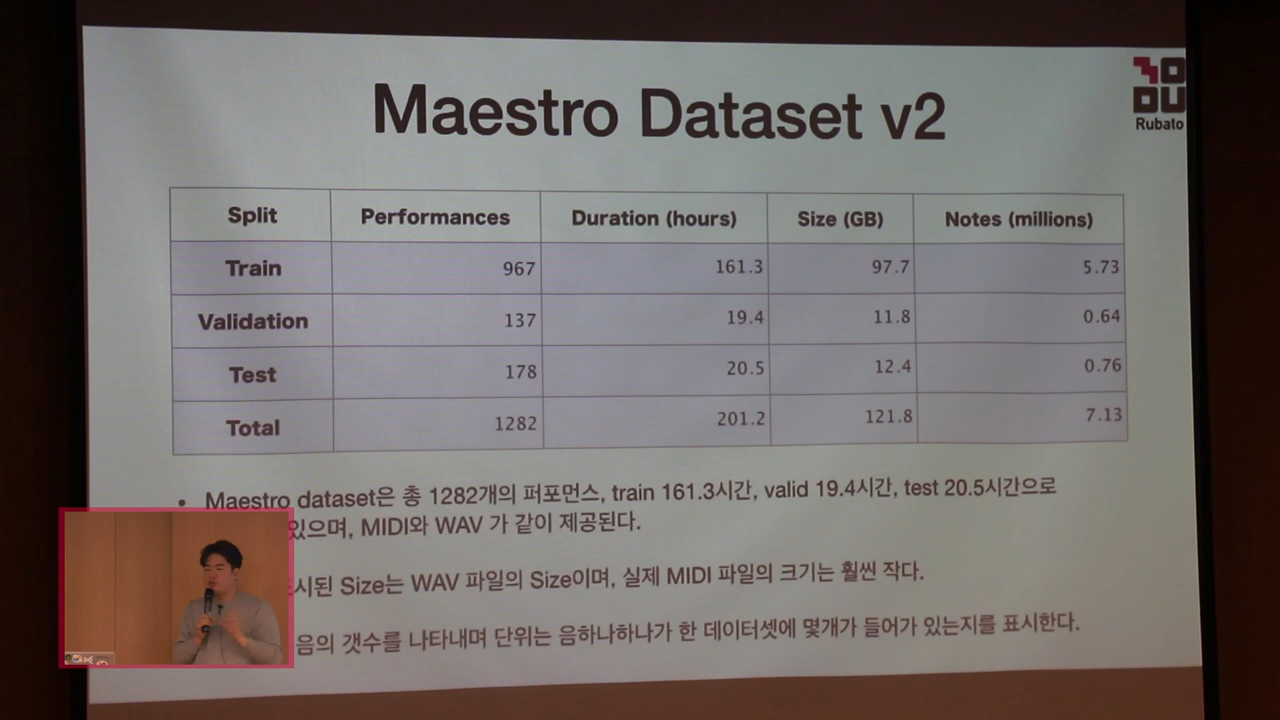 Maestro Dataset v2
MODU
Rubato
Split Performances Duration (hours) Size (GB) Notes (millions)
Train 967 161.3 97.7 5.73
Validation 137 19.4 11.8 0.64
Test 178 20.5 12.4 0.76
Total 1282 201.2 121.8 7.13
• Maestro dataset은 총 1282개의 퍼포먼스, train 161.3시간, valid 19.4시간, test 20.5시간으로
있으며, MIDI와 WAV 가 같이 제공된다.
표시된 Size는 WAV 파일의 Size이며, 실제 MIDI 파일의 크기는 훨씬 작다.
음의 갯수를 나타내며 단위는 음하나하나가 한 데이터셋에 몇개가 들어가 있는지를 표시한다.